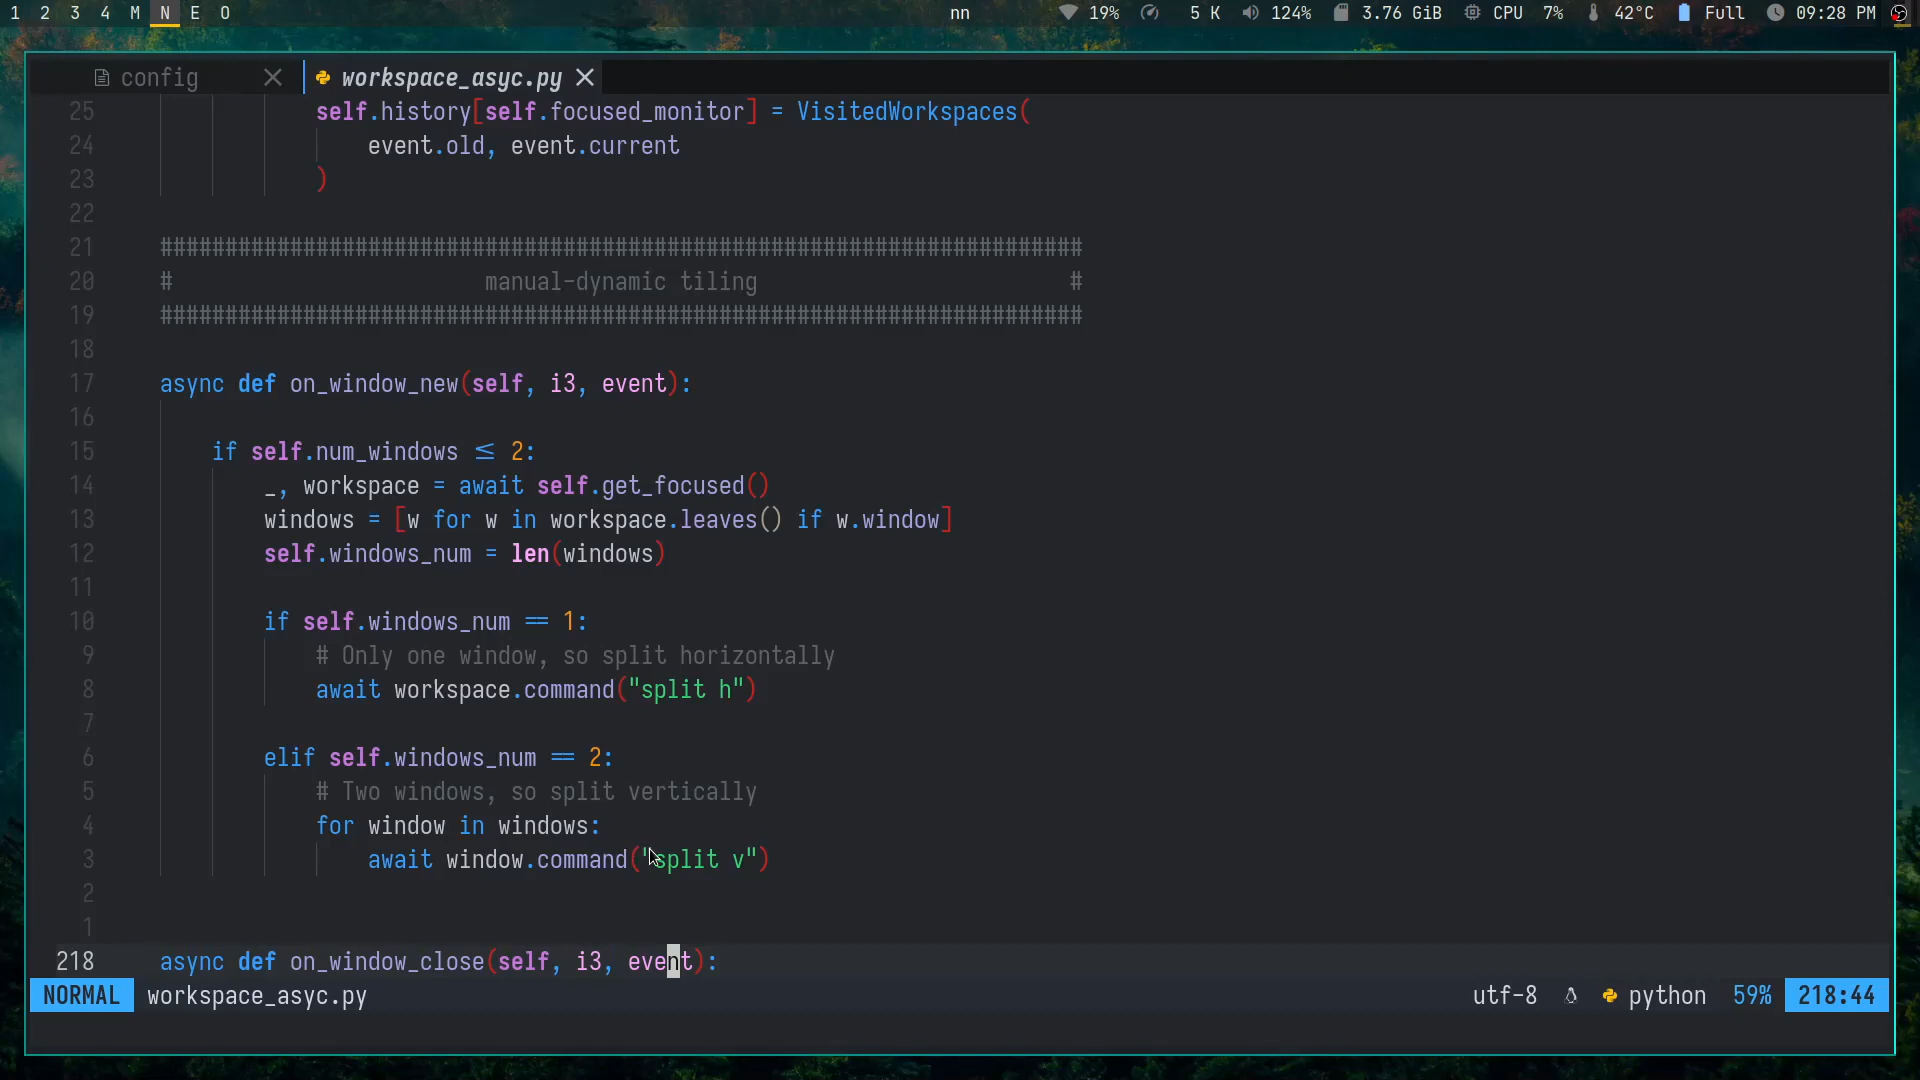 1 2 3 4 M N E O nn 19% 5 K 124% 3.76 GiB CPU 7% 42°C Full 09:28 PM
config workspace_asyc.py
25 self.history[self.focused_monitor] = VisitedWorkspaces(
24 event.old, event.current
23 )
22
21 #######################################################################
20 # manual-dynamic tiling #
19 #######################################################################
18
17 async def on_window_new(self, i3, event):
16
15 if self.num_windows ≤ 2:
14 _, workspace = await self.get_focused()
13 windows = [w for w in workspace.leaves() if w.window]
12 self.windows_num = len(windows)
11
10 if self.windows_num == 1:
9 # Only one window, so split horizontally
8 await workspace.command("split h")
7
6 elif self.windows_num == 2:
5 # Two windows, so split vertically
4 for window in windows:
3 await window.command("split v")
2
1
218 async def on_window_close(self, i3, event):
NORMAL workspace_asyc.py utf-8 python 59% 218:44